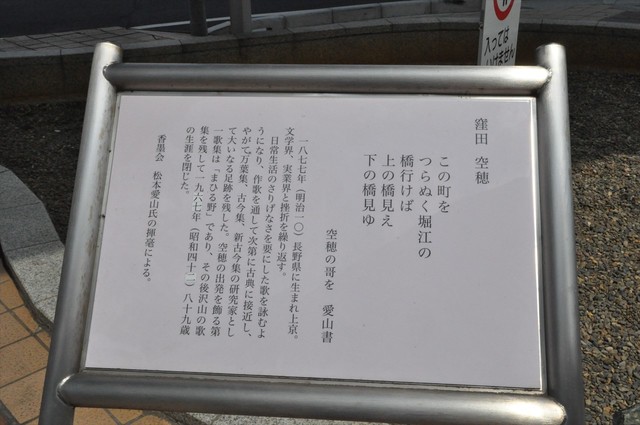 窪田 空穂
この町を
つらぬく堀江の
橋行けば
上の橋見え
下の橋見ゆ
空穂の哥を 愛山書
一八七七年（明治一〇）長野県に生まれ上京。
文学界、実業界と挫折を繰り返す。
日常生活のさりげなさを要にした歌を詠むよ
うになり、作歌を通して次第に古典に接近し、
やがて万葉集、古今集、新古今集の研究家とし
て大いなる足跡を残した。空穂の出発を飾る第
一歌集は「まひる野」であり、その後沢山の歌
集を残して一九六七年（昭和四十二）八十九歳
の生涯を閉じた。
香墨会 松本愛山氏の揮毫による。
入っては
いけません